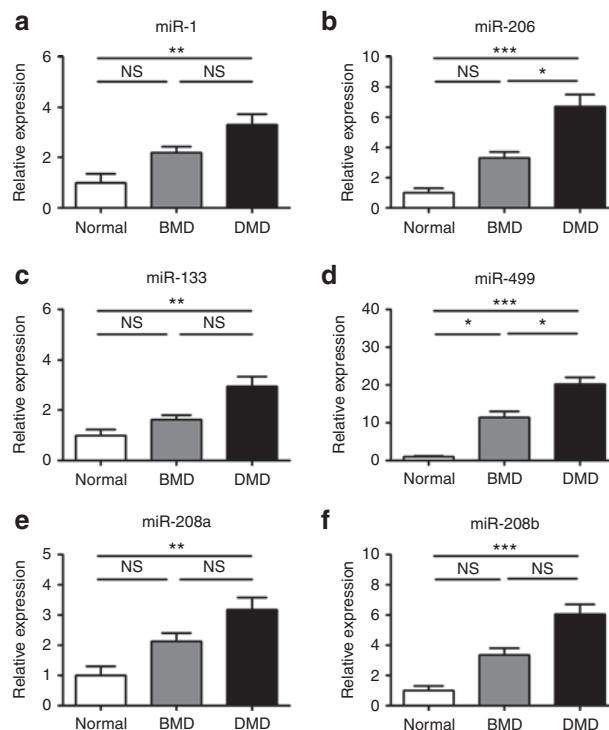 a
miR-1
**
NS NS
6
4
2
0
Relative expression
Normal BMD DMD
b
miR-206
***
NS *
10
8
6
4
2
0
Relative expression
Normal BMD DMD
c
miR-133
**
NS NS
6
4
2
0
Relative expression
Normal BMD DMD
d
miR-499
***
* *
40
30
20
10
0
Relative expression
Normal BMD DMD
e
miR-208a
**
NS NS
5
4
3
2
1
0
Relative expression
Normal BMD DMD
f
miR-208b
***
NS NS
10
8
6
4
2
0
Relative expression
Normal BMD DMD